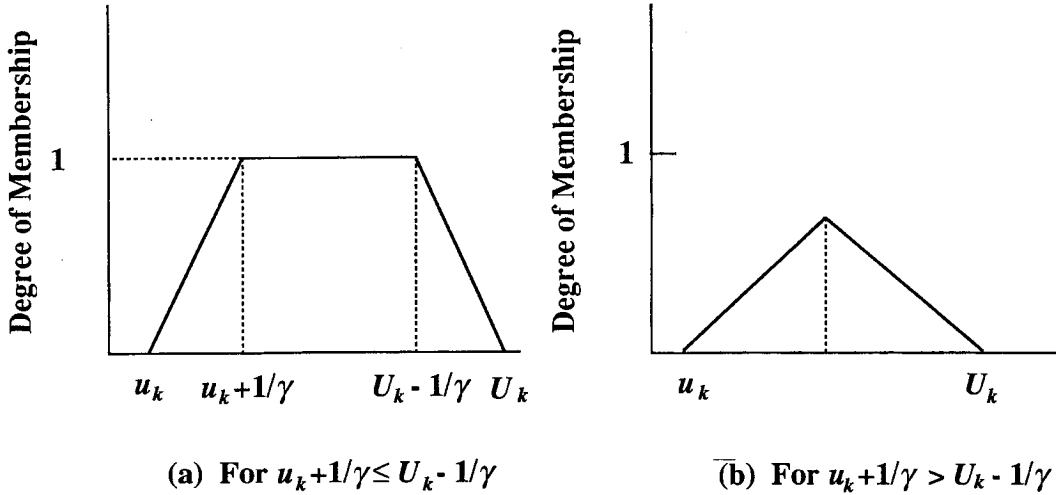 Degree of Membership
1
u_k
u_k+1/γ
U_k - 1/γ
U_k
(a) For u_k+1/γ ≤ U_k - 1/γ
Degree of Membership
1
u_k
U_k
(b) For u_k+1/γ > U_k - 1/γ